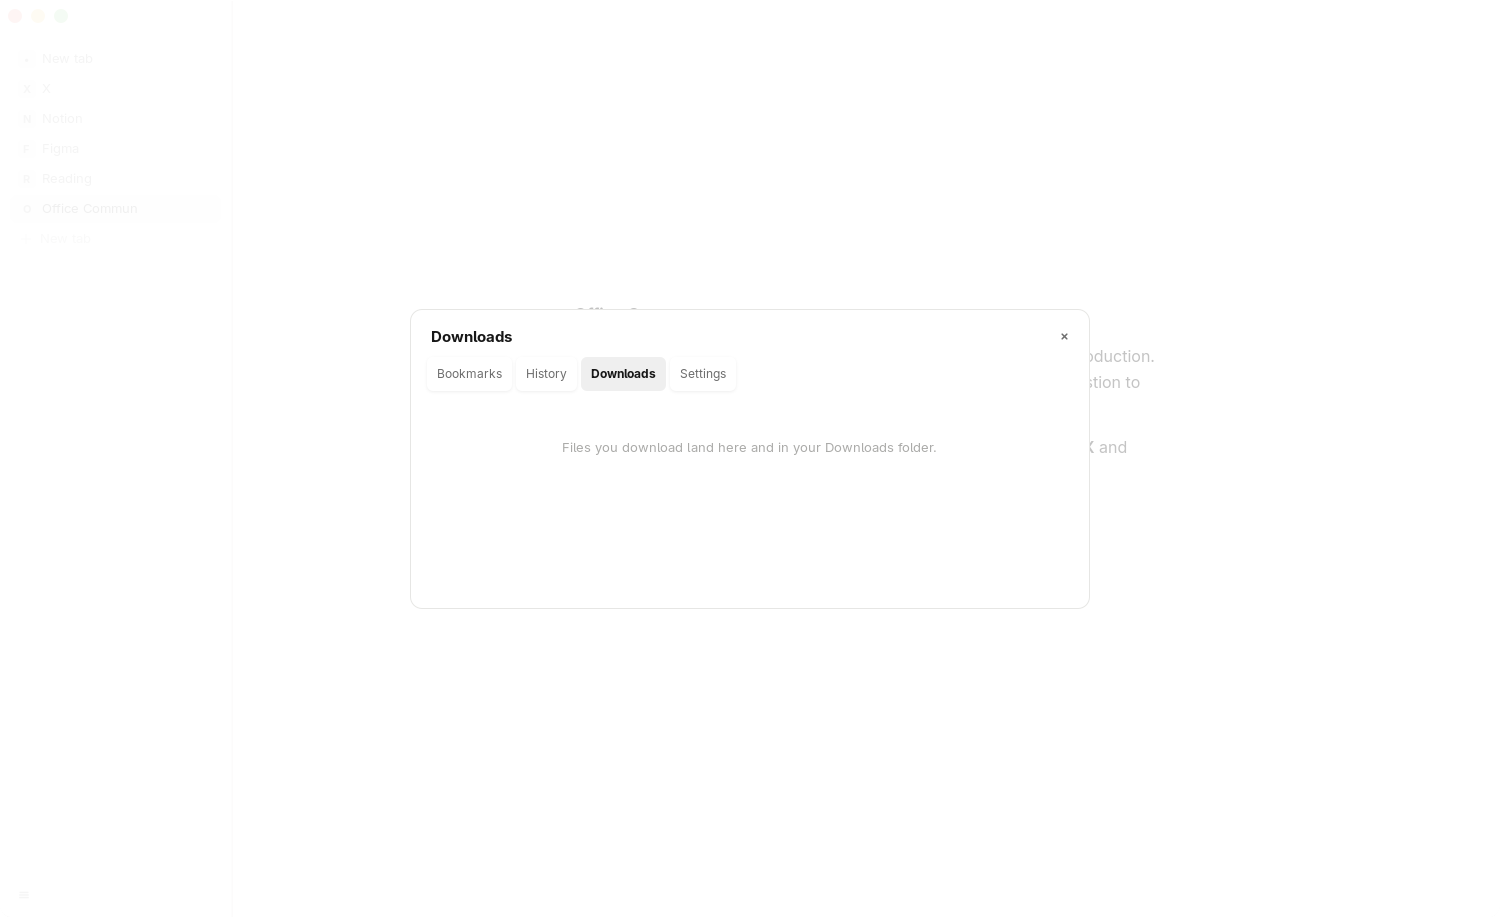 New tab
X X
N Notion
F Figma
R Reading
O Office Commun
New tab
Downloads ×
Bookmarks History Downloads Settings
oduction.
stion to
Files you download land here and in your Downloads folder.
K and